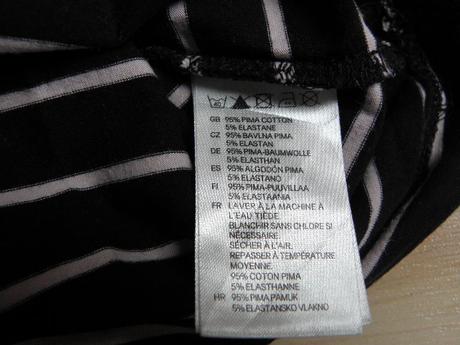 40
GB 95% PIMA COTTON
5% ELASTANE
CZ 95% BAVLNA PIMA
5% ELASTAN
DE 95% PIMA-BAUMWOLLE
5% ELASTHAN
ES 95% ALGODÓN PIMA
5% ELASTANO
FI 95% PIMA-PUUVILLAA
5% ELASTAANIA
FR LAVER À LA MACHINE À
L'EAU TIÈDE.
BLANCHIR SANS CHLORE SI
NÉCESSAIRE.
SÉCHER À L'AIR.
REPASSER À TEMPÉRATURE
MOYENNE.
95% COTON PIMA
5% ELASTHANNE
HR 95% PIMA PAMUK
5% ELASTANSKO VLAKNO